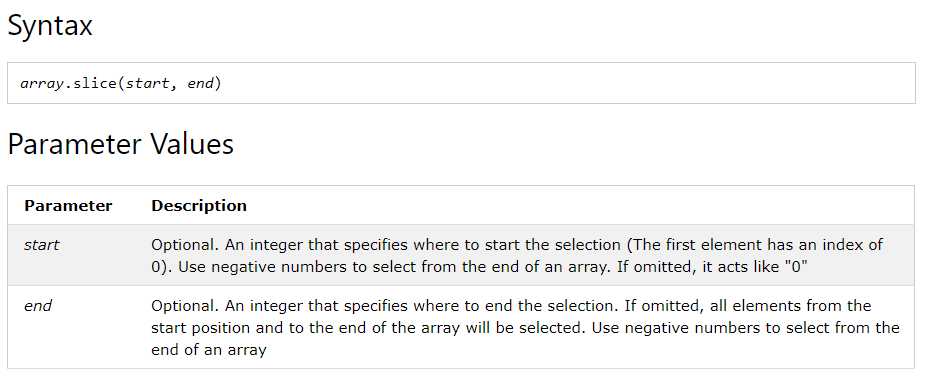 Syntax
array.slice(start, end)
Parameter Values
Parameter Description
start Optional. An integer that specifies where to start the selection (The first element has an index of
0). Use negative numbers to select from the end of an array. If omitted, it acts like "0"
end Optional. An integer that specifies where to end the selection. If omitted, all elements from the
start position and to the end of the array will be selected. Use negative numbers to select from the
end of an array